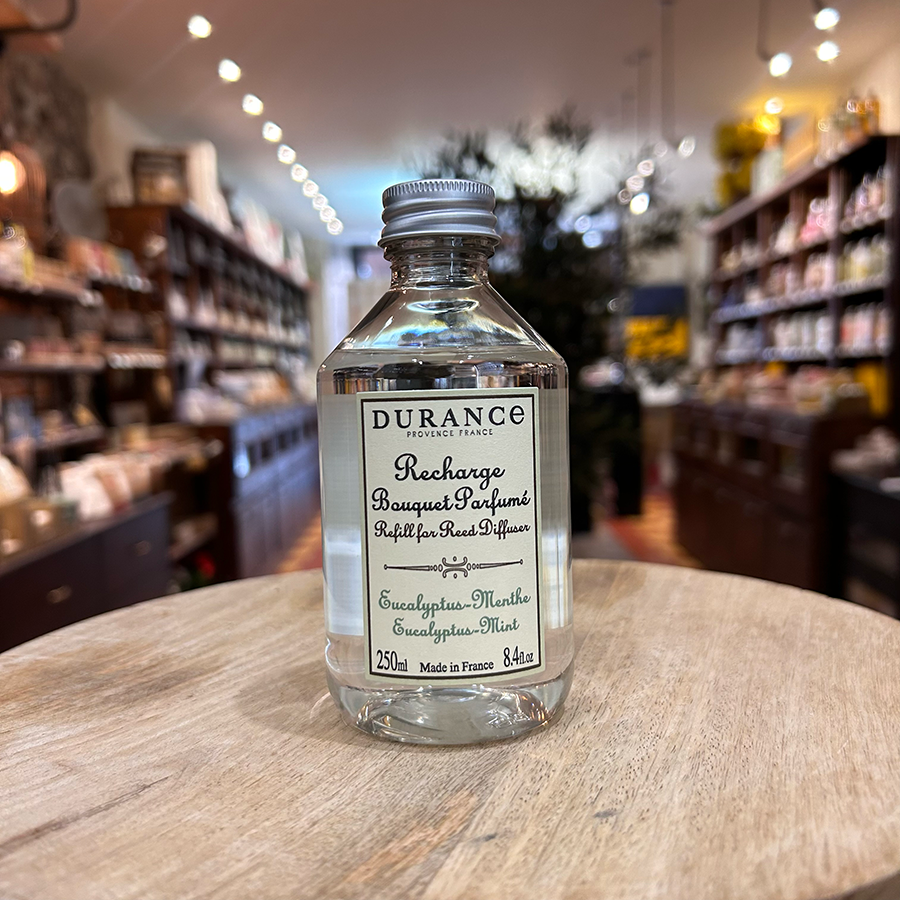 DURANCe
PROVENCE FRANCE
Recharge
Bouquet Parfumé
Refill for Reed Diffuser
Eucalyptus-Menthe
Eucalyptus-Mint
250ml Made in France 8.4fl.oz